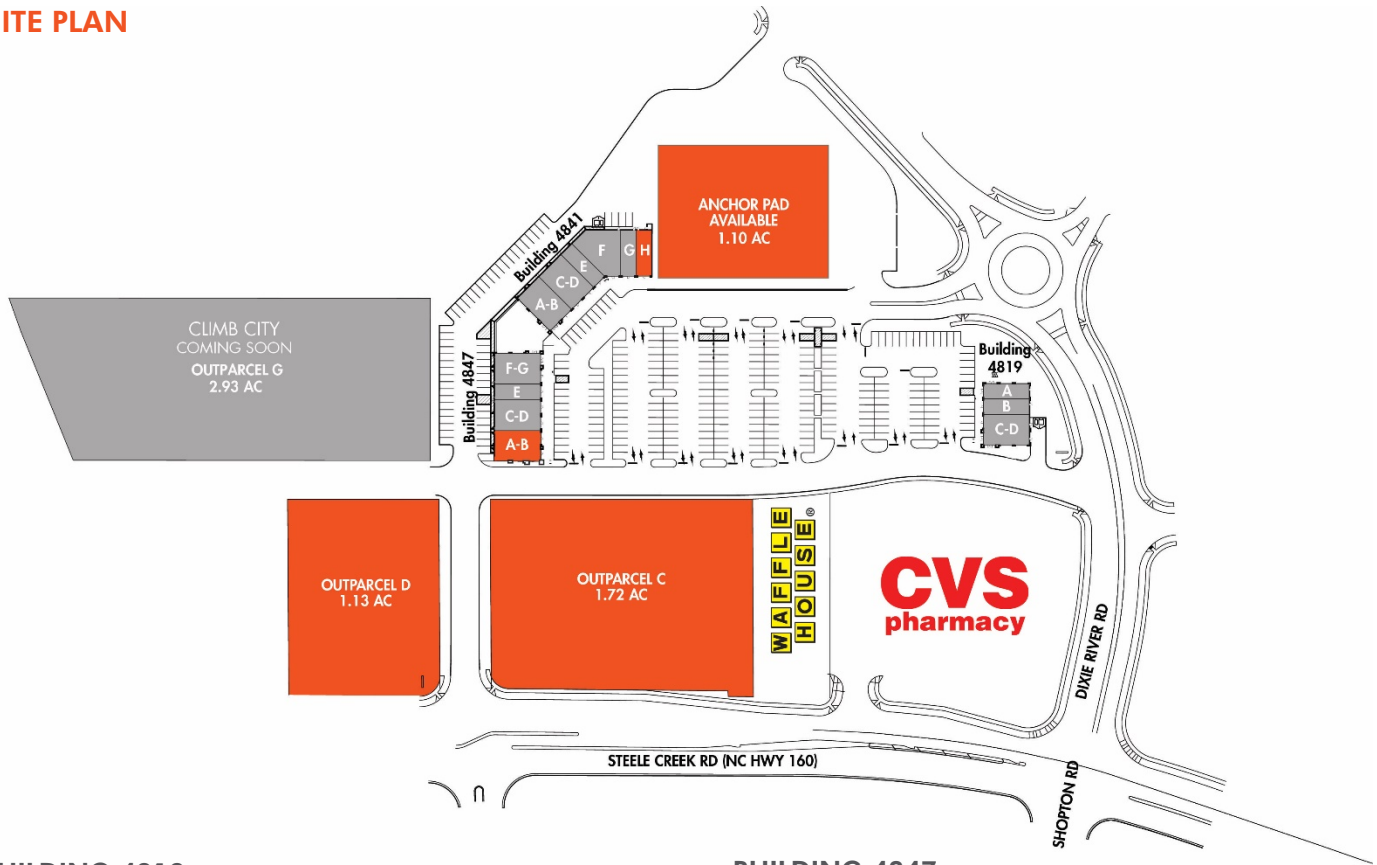 ITE PLAN
ANCHOR PAD
AVAILABLE
1.10 AC
Building 4841
F
G
H
E
C-D
A-B
CLIMB CITY
COMING SOON
OUTPARCEL G
2.93 AC
Building 4847
F-G
E
C-D
A-B
Building
4819
A
B
C-D
OUTPARCEL D
1.13 AC
OUTPARCEL C
1.72 AC
WAFFLE
HOUSE®
CVS
pharmacy
DIXIE RIVER RD
STEELE CREEK RD (NC HWY 160)
SHOPTON RD